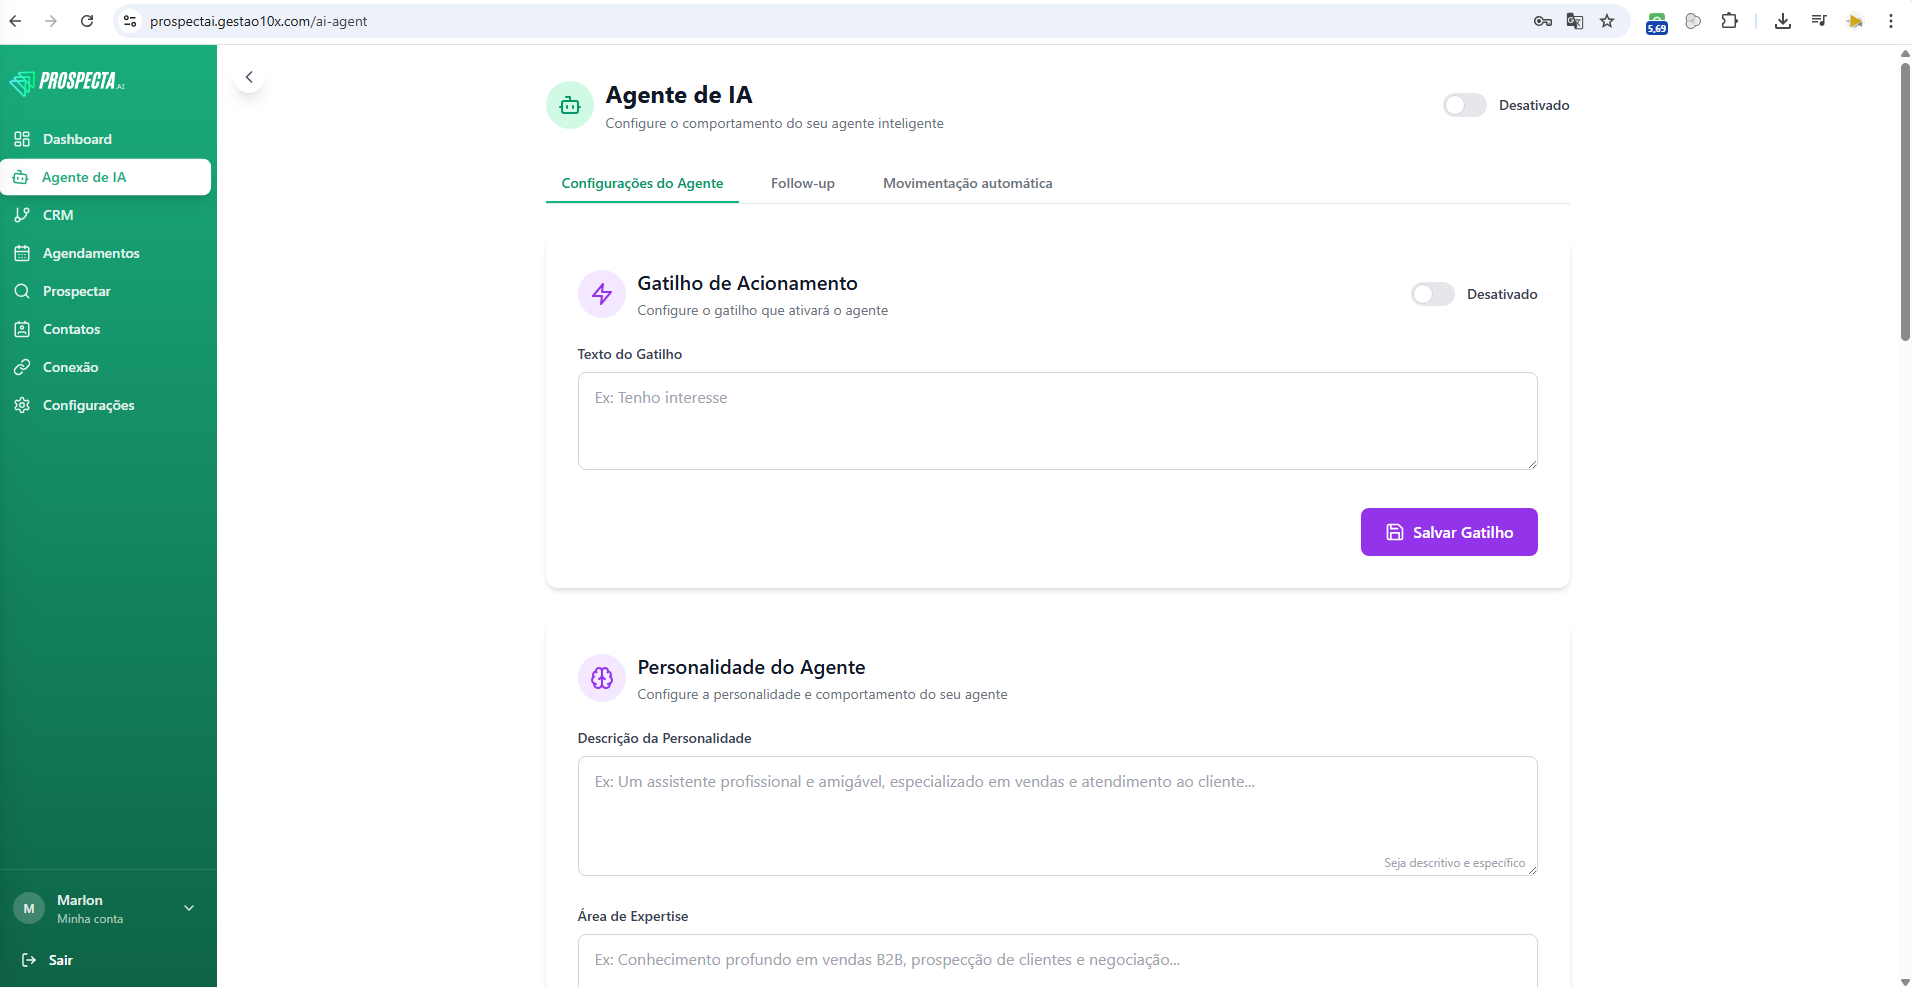 prospectai.gestao10x.com/ai-agent
5,69
PROSPECTA.AI
Dashboard
Agente de IA
CRM
Agendamentos
Prospectar
Contatos
Conexão
Configurações
M
Marlon
Minha conta
Sair
Agente de IA
Configure o comportamento do seu agente inteligente
Desativado
Configurações do Agente
Follow-up
Movimentação automática
Gatilho de Acionamento
Configure o gatilho que ativará o agente
Desativado
Texto do Gatilho
Ex: Tenho interesse
Salvar Gatilho
Personalidade do Agente
Configure a personalidade e comportamento do seu agente
Descrição da Personalidade
Ex: Um assistente profissional e amigável, especializado em vendas e atendimento ao cliente...
Seja descritivo e específico
Área de Expertise
Ex: Conhecimento profundo em vendas B2B, prospecção de clientes e negociação...